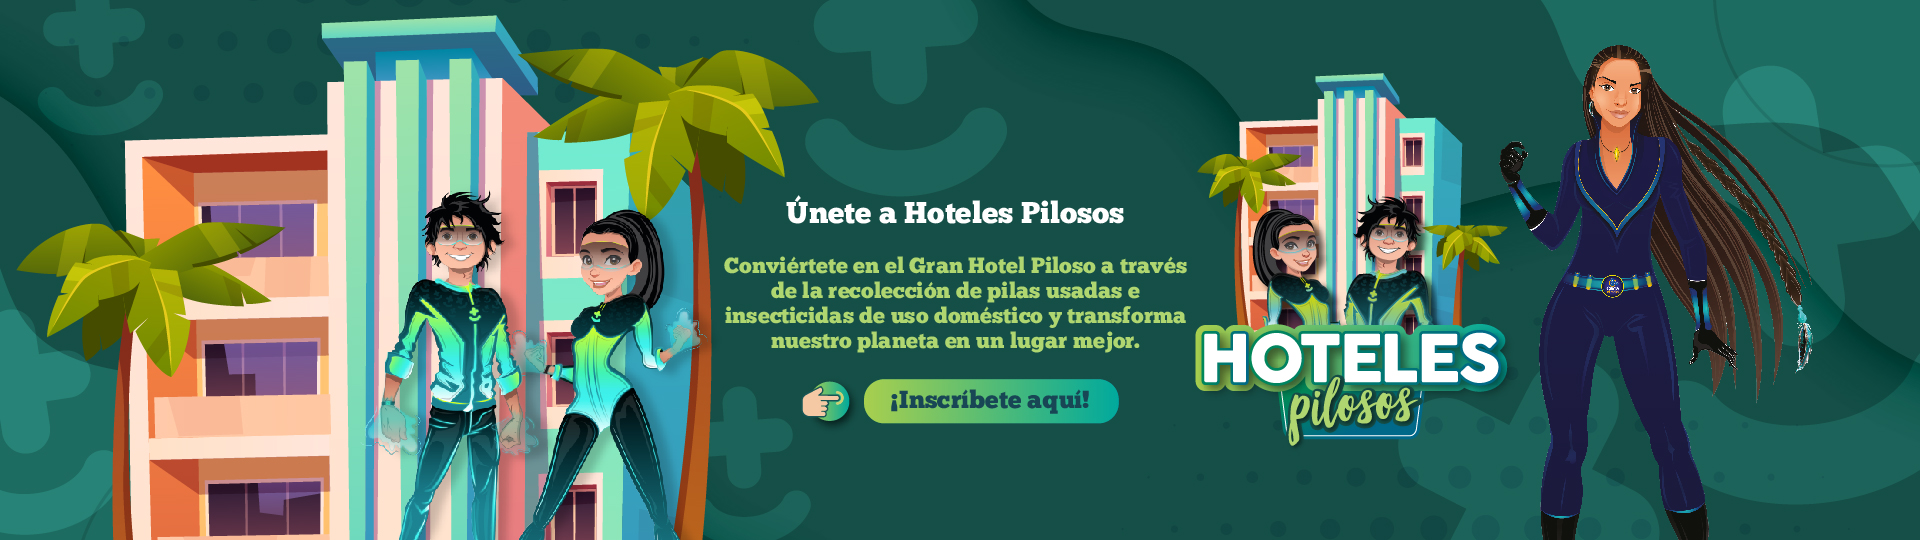 Únete a Hoteles Pilosos
Conviértete en el Gran Hotel Piloso a través
de la recolección de pilas usadas e
insecticidas de uso doméstico y transforma
nuestro planeta en un lugar mejor.
¡Inscríbete aquí!
HOTELES
pilosos